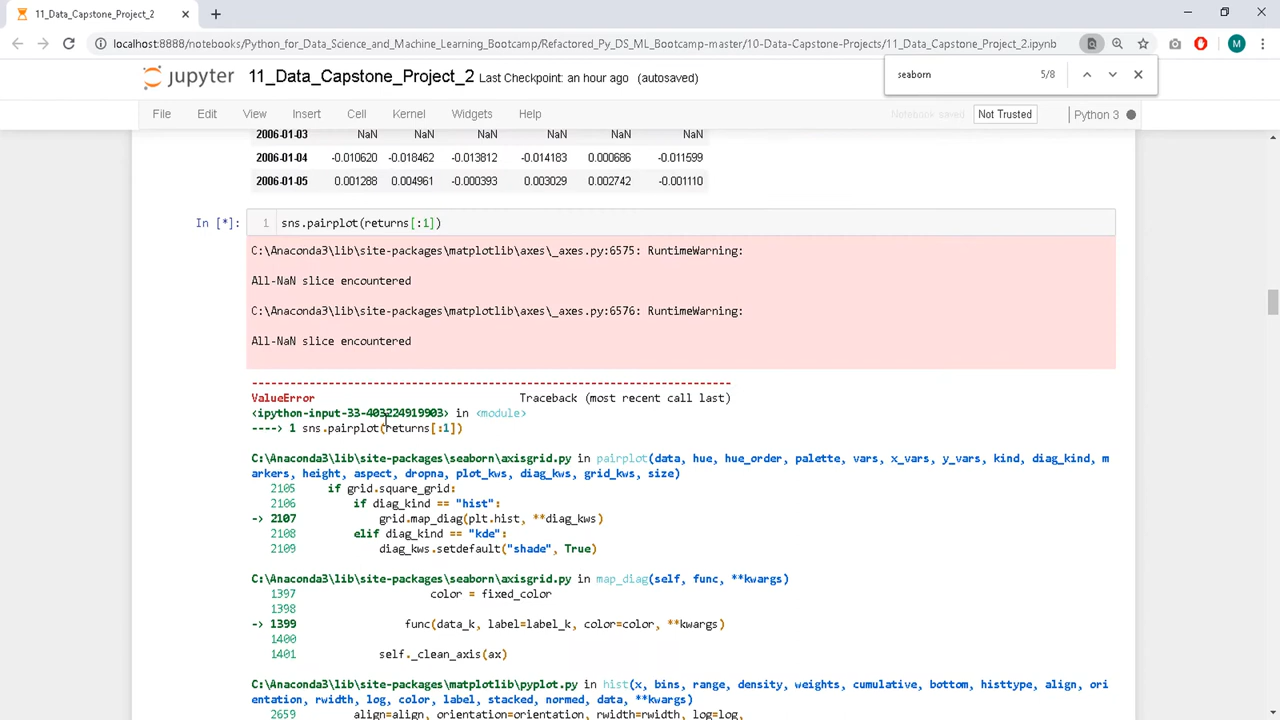 11_Data_Capstone_Project_2
localhost:8888/notebooks/Python_for_Data_Science_and_Machine_Learning_Bootcamp/Refactored_Py_DS_ML_Bootcamp-master/10-Data-Capstone-Projects/11_Data_Capstone_Project_2.ipynb
M
seaborn 5/8
jupyter 11_Data_Capstone_Project_2 Last Checkpoint: an hour ago (autosaved)
File Edit View Insert Cell Kernel Widgets Help Notebook saved Not Trusted Python 3
2006-01-03 NaN NaN NaN NaN NaN NaN
2006-01-04 -0.010620 -0.018462 -0.013812 -0.014183 0.000686 -0.011599
2006-01-05 0.001288 0.004961 -0.000393 0.003029 0.002742 -0.001110
In [*]: 1 sns.pairplot(returns[:1])
C:\Anaconda3\lib\site-packages\matplotlib\axes\_axes.py:6575: RuntimeWarning:
All-NaN slice encountered
C:\Anaconda3\lib\site-packages\matplotlib\axes\_axes.py:6576: RuntimeWarning:
All-NaN slice encountered
---------------------------------------------------------------------------
ValueError Traceback (most recent call last)
<ipython-input-33-403224919903> in <module>
----> 1 sns.pairplot(returns[:1])
C:\Anaconda3\lib\site-packages\seaborn\axisgrid.py in pairplot(data, hue, hue_order, palette, vars, x_vars, y_vars, kind, diag_kind, m
arkers, height, aspect, dropna, plot_kws, diag_kws, grid_kws, size)
2105 if grid.square_grid:
2106 if diag_kind == "hist":
-> 2107 grid.map_diag(plt.hist, **diag_kws)
2108 elif diag_kind == "kde":
2109 diag_kws.setdefault("shade", True)
C:\Anaconda3\lib\site-packages\seaborn\axisgrid.py in map_diag(self, func, **kwargs)
1397 color = fixed_color
1398
-> 1399 func(data_k, label=label_k, color=color, **kwargs)
1400
1401 self._clean_axis(ax)
C:\Anaconda3\lib\site-packages\matplotlib\pyplot.py in hist(x, bins, range, density, weights, cumulative, bottom, histtype, align, ori
entation, rwidth, log, color, label, stacked, normed, data, **kwargs)
2659 align=align, orientation=orientation, rwidth=rwidth, log=log,